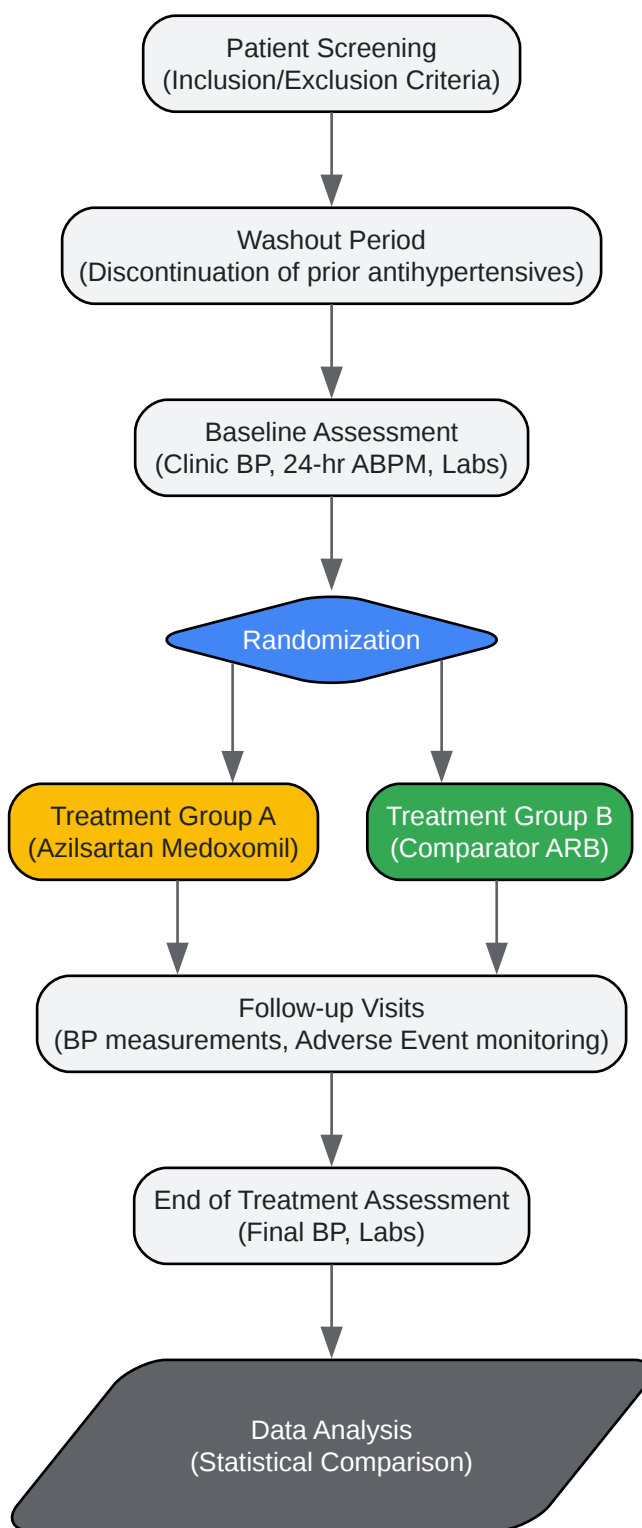 Patient Screening
(Inclusion/Exclusion Criteria)
Washout Period
(Discontinuation of prior antihypertensives)
Baseline Assessment
(Clinic BP, 24-hr ABPM, Labs)
Randomization
Treatment Group A
(Azilsartan Medoxomil)
Treatment Group B
(Comparator ARB)
Follow-up Visits
(BP measurements, Adverse Event monitoring)
End of Treatment Assessment
(Final BP, Labs)
Data Analysis
(Statistical Comparison)